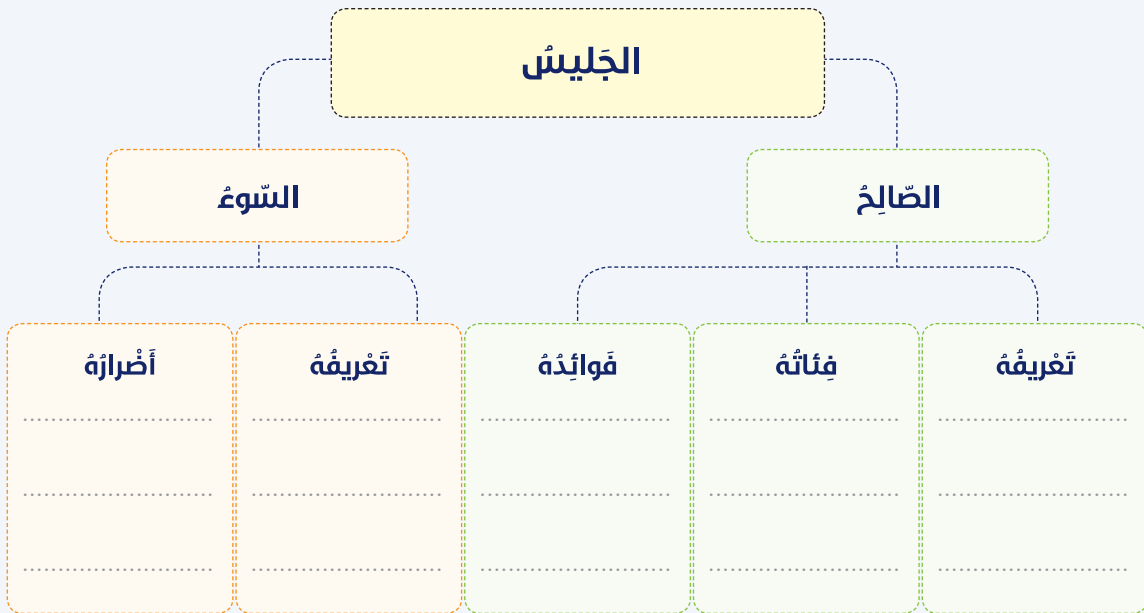 الجَليسُ
الصّالِحُ
السّوءُ
تَعْريفُهُ
فِئاتُهُ
فَوائِدُهُ
تَعْريفُهُ
أَضْرارُهُ